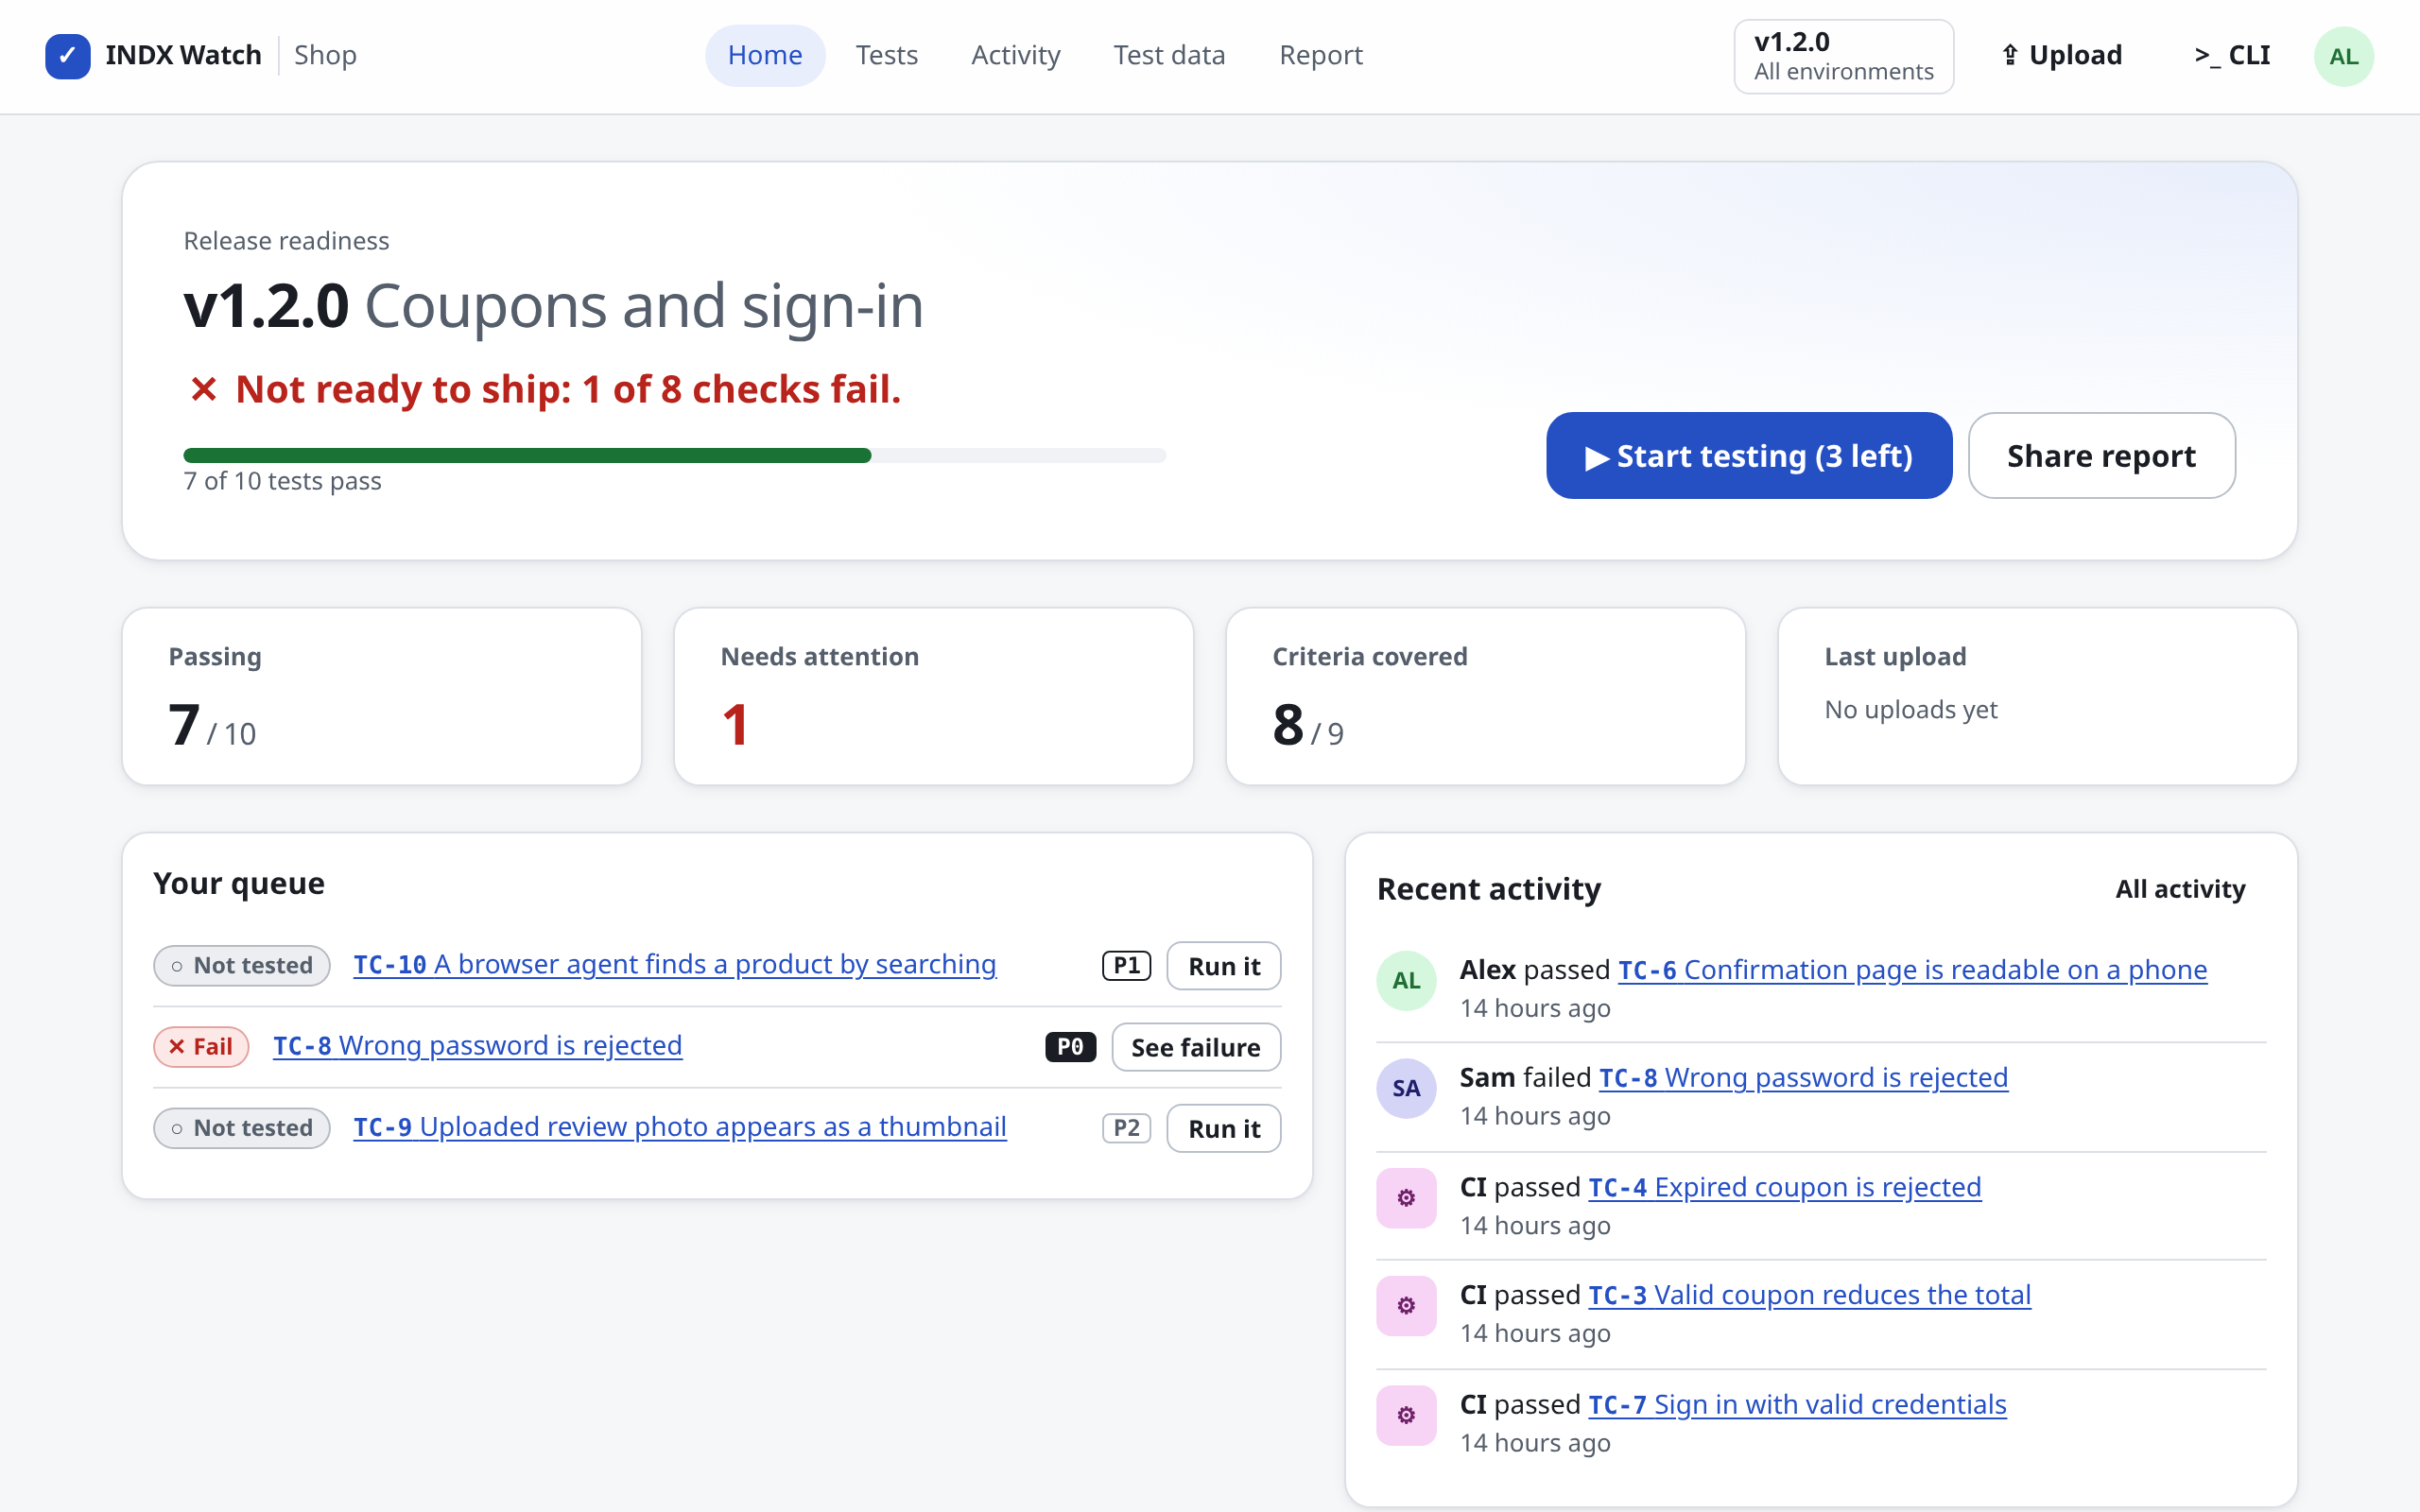 ✓ INDX Watch Shop
Home Tests Activity Test data Report
v1.2.0
All environments
⇪ Upload
>_ CLI
AL
Release readiness
v1.2.0 Coupons and sign-in
✕ Not ready to ship: 1 of 8 checks fail.
7 of 10 tests pass
▶ Start testing (3 left)
Share report
Passing
7 / 10
Needs attention
1
Criteria covered
8 / 9
Last upload
No uploads yet
Your queue
○ Not tested TC-10 A browser agent finds a product by searching P1 Run it
✕ Fail TC-8 Wrong password is rejected P0 See failure
○ Not tested TC-9 Uploaded review photo appears as a thumbnail P2 Run it
Recent activity All activity
AL Alex passed TC-6 Confirmation page is readable on a phone
14 hours ago
SA Sam failed TC-8 Wrong password is rejected
14 hours ago
⚙ CI passed TC-4 Expired coupon is rejected
14 hours ago
⚙ CI passed TC-3 Valid coupon reduces the total
14 hours ago
⚙ CI passed TC-7 Sign in with valid credentials
14 hours ago